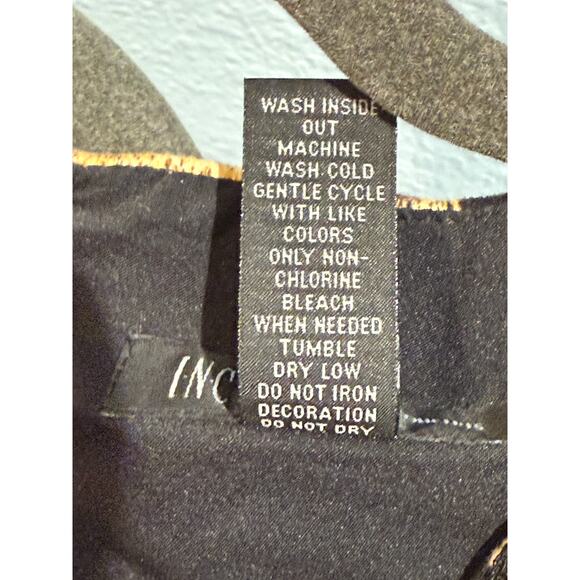 WASH INSIDE
OUT
MACHINE
WASH COLD
GENTLE CYCLE
WITH LIKE
COLORS
ONLY NON-
CHLORINE
BLEACH
WHEN NEEDED
TUMBLE
DRY LOW
DO NOT IRON
DECORATION
DO NOT DRY
I·N·C